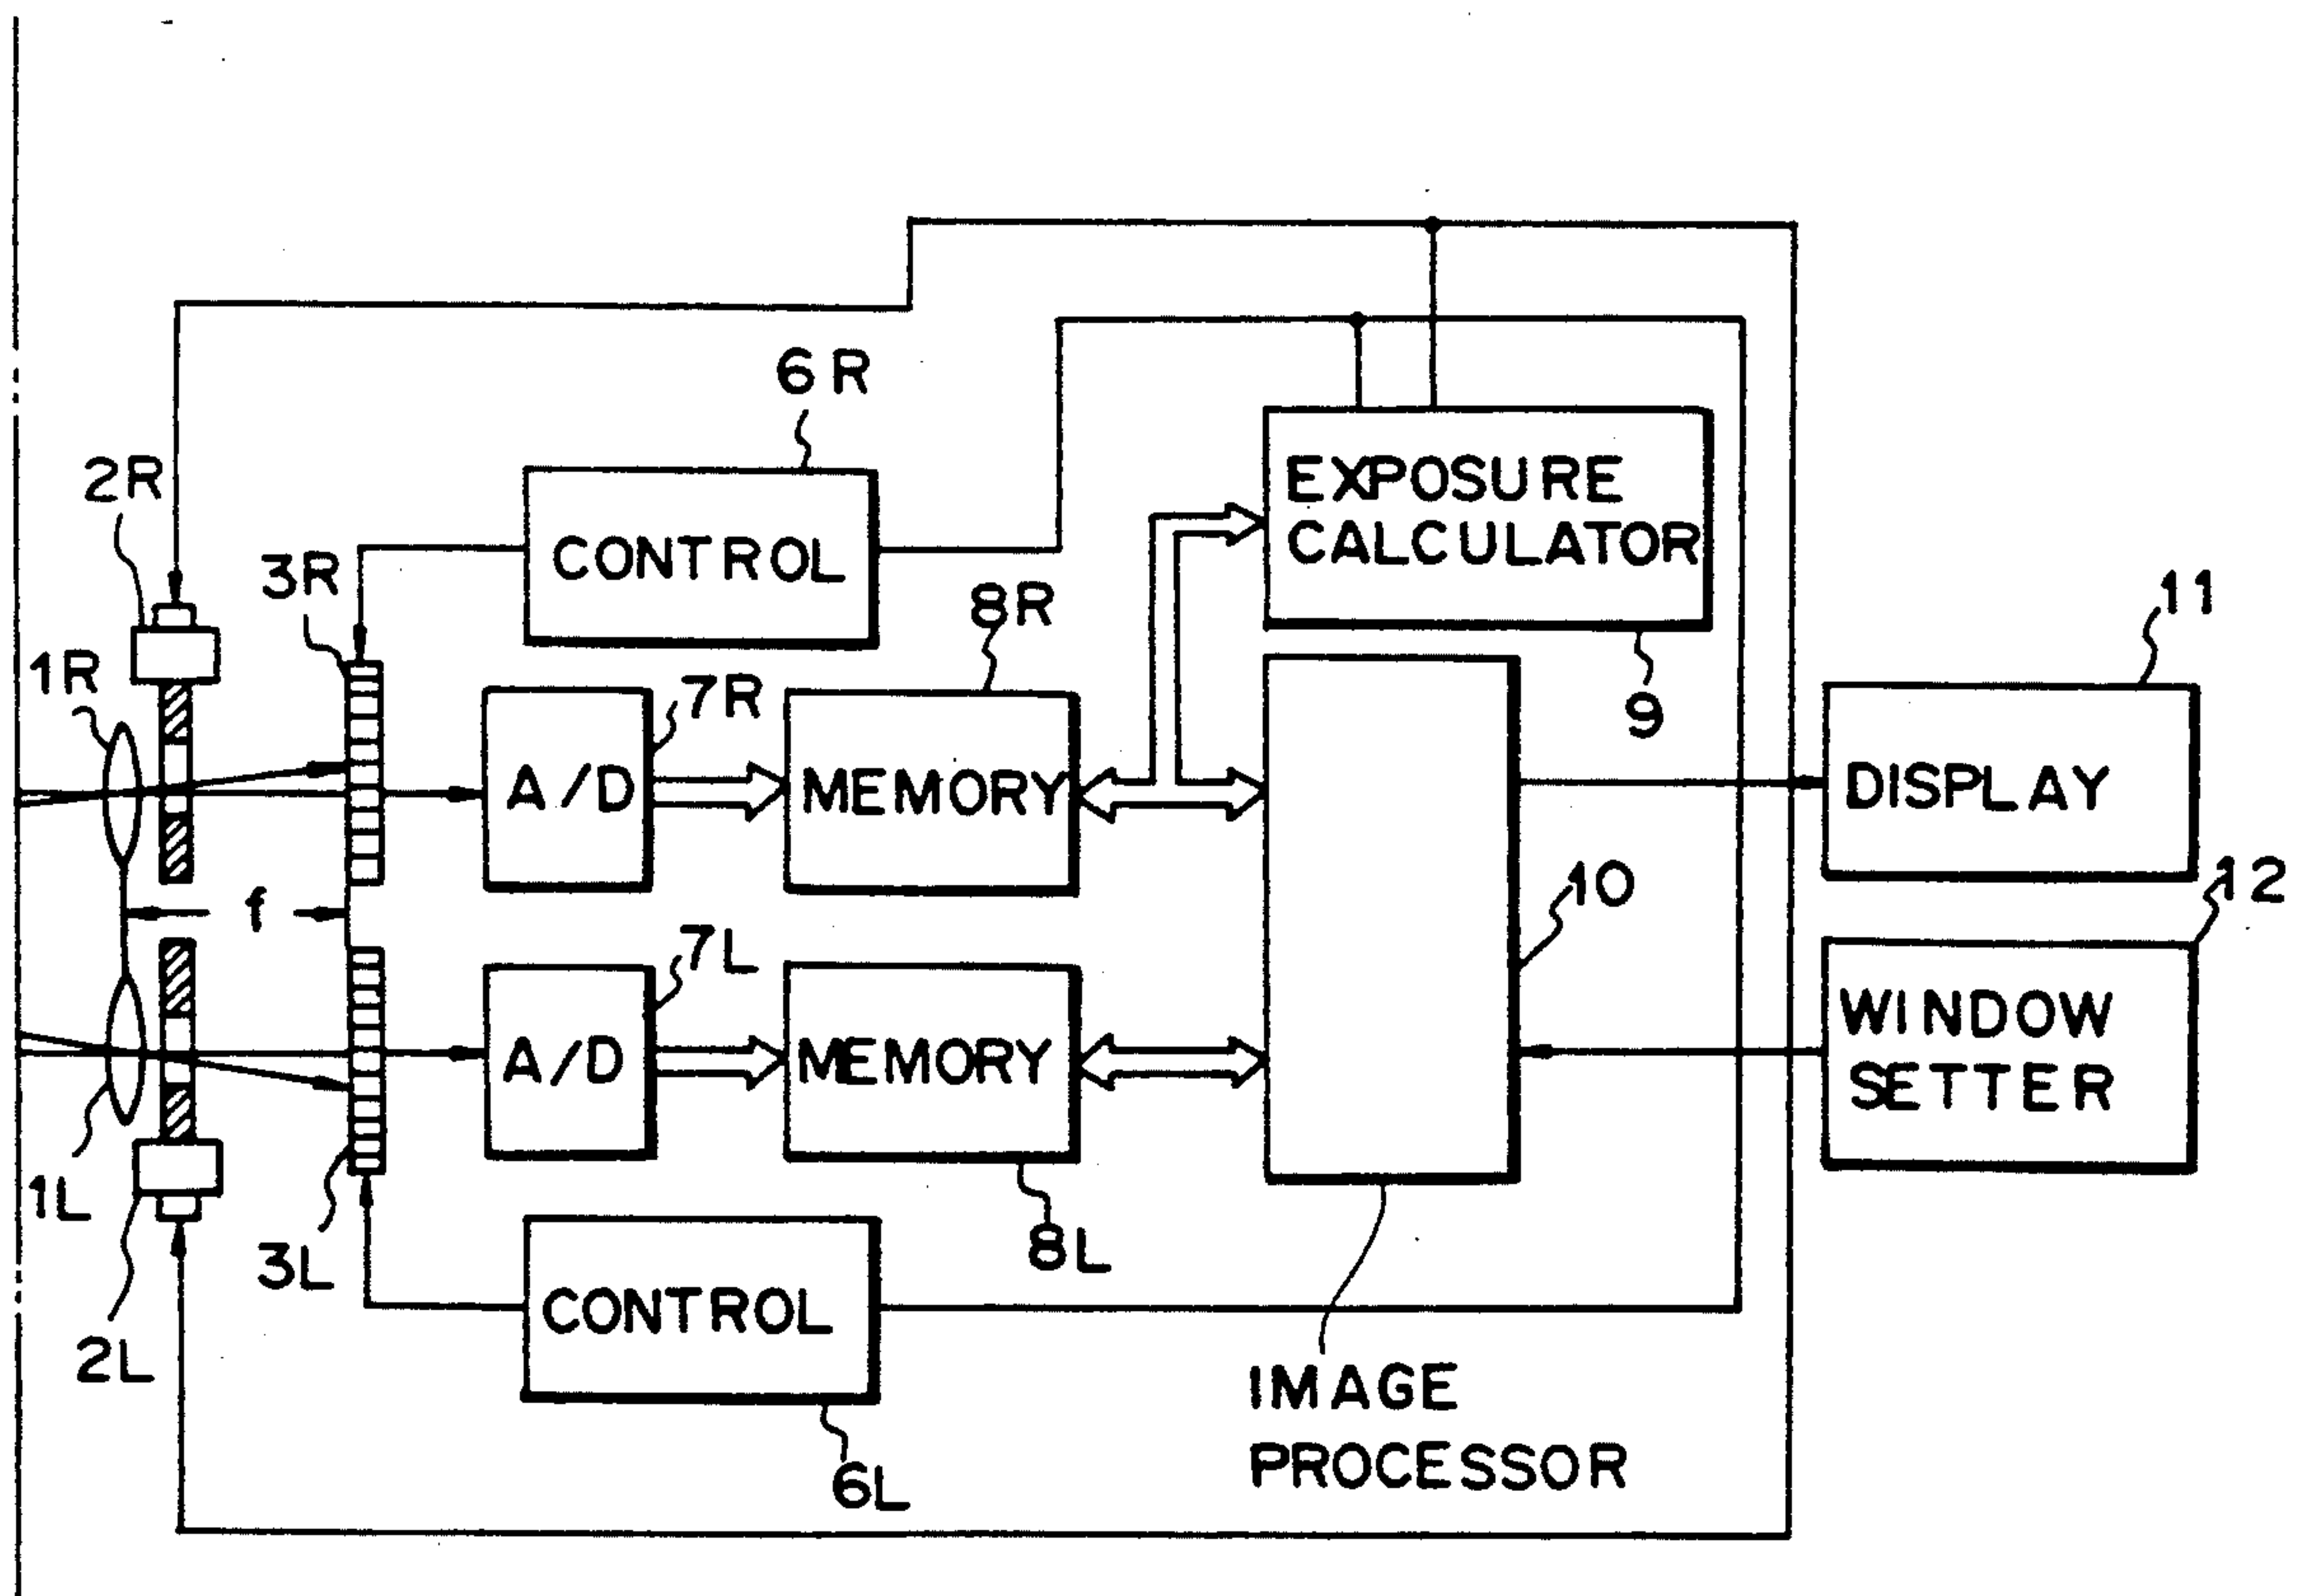 6R
2R
EXPOSURE
CALCULATOR
CONTROL
3R
8R
11
1R
7R
9
A/D
MEMORY
DISPLAY
10
12
f
7L
WINDOW
SETTER
A/D
MEMORY
1L
3L
8L
CONTROL
2L
IMAGE
PROCESSOR
6L